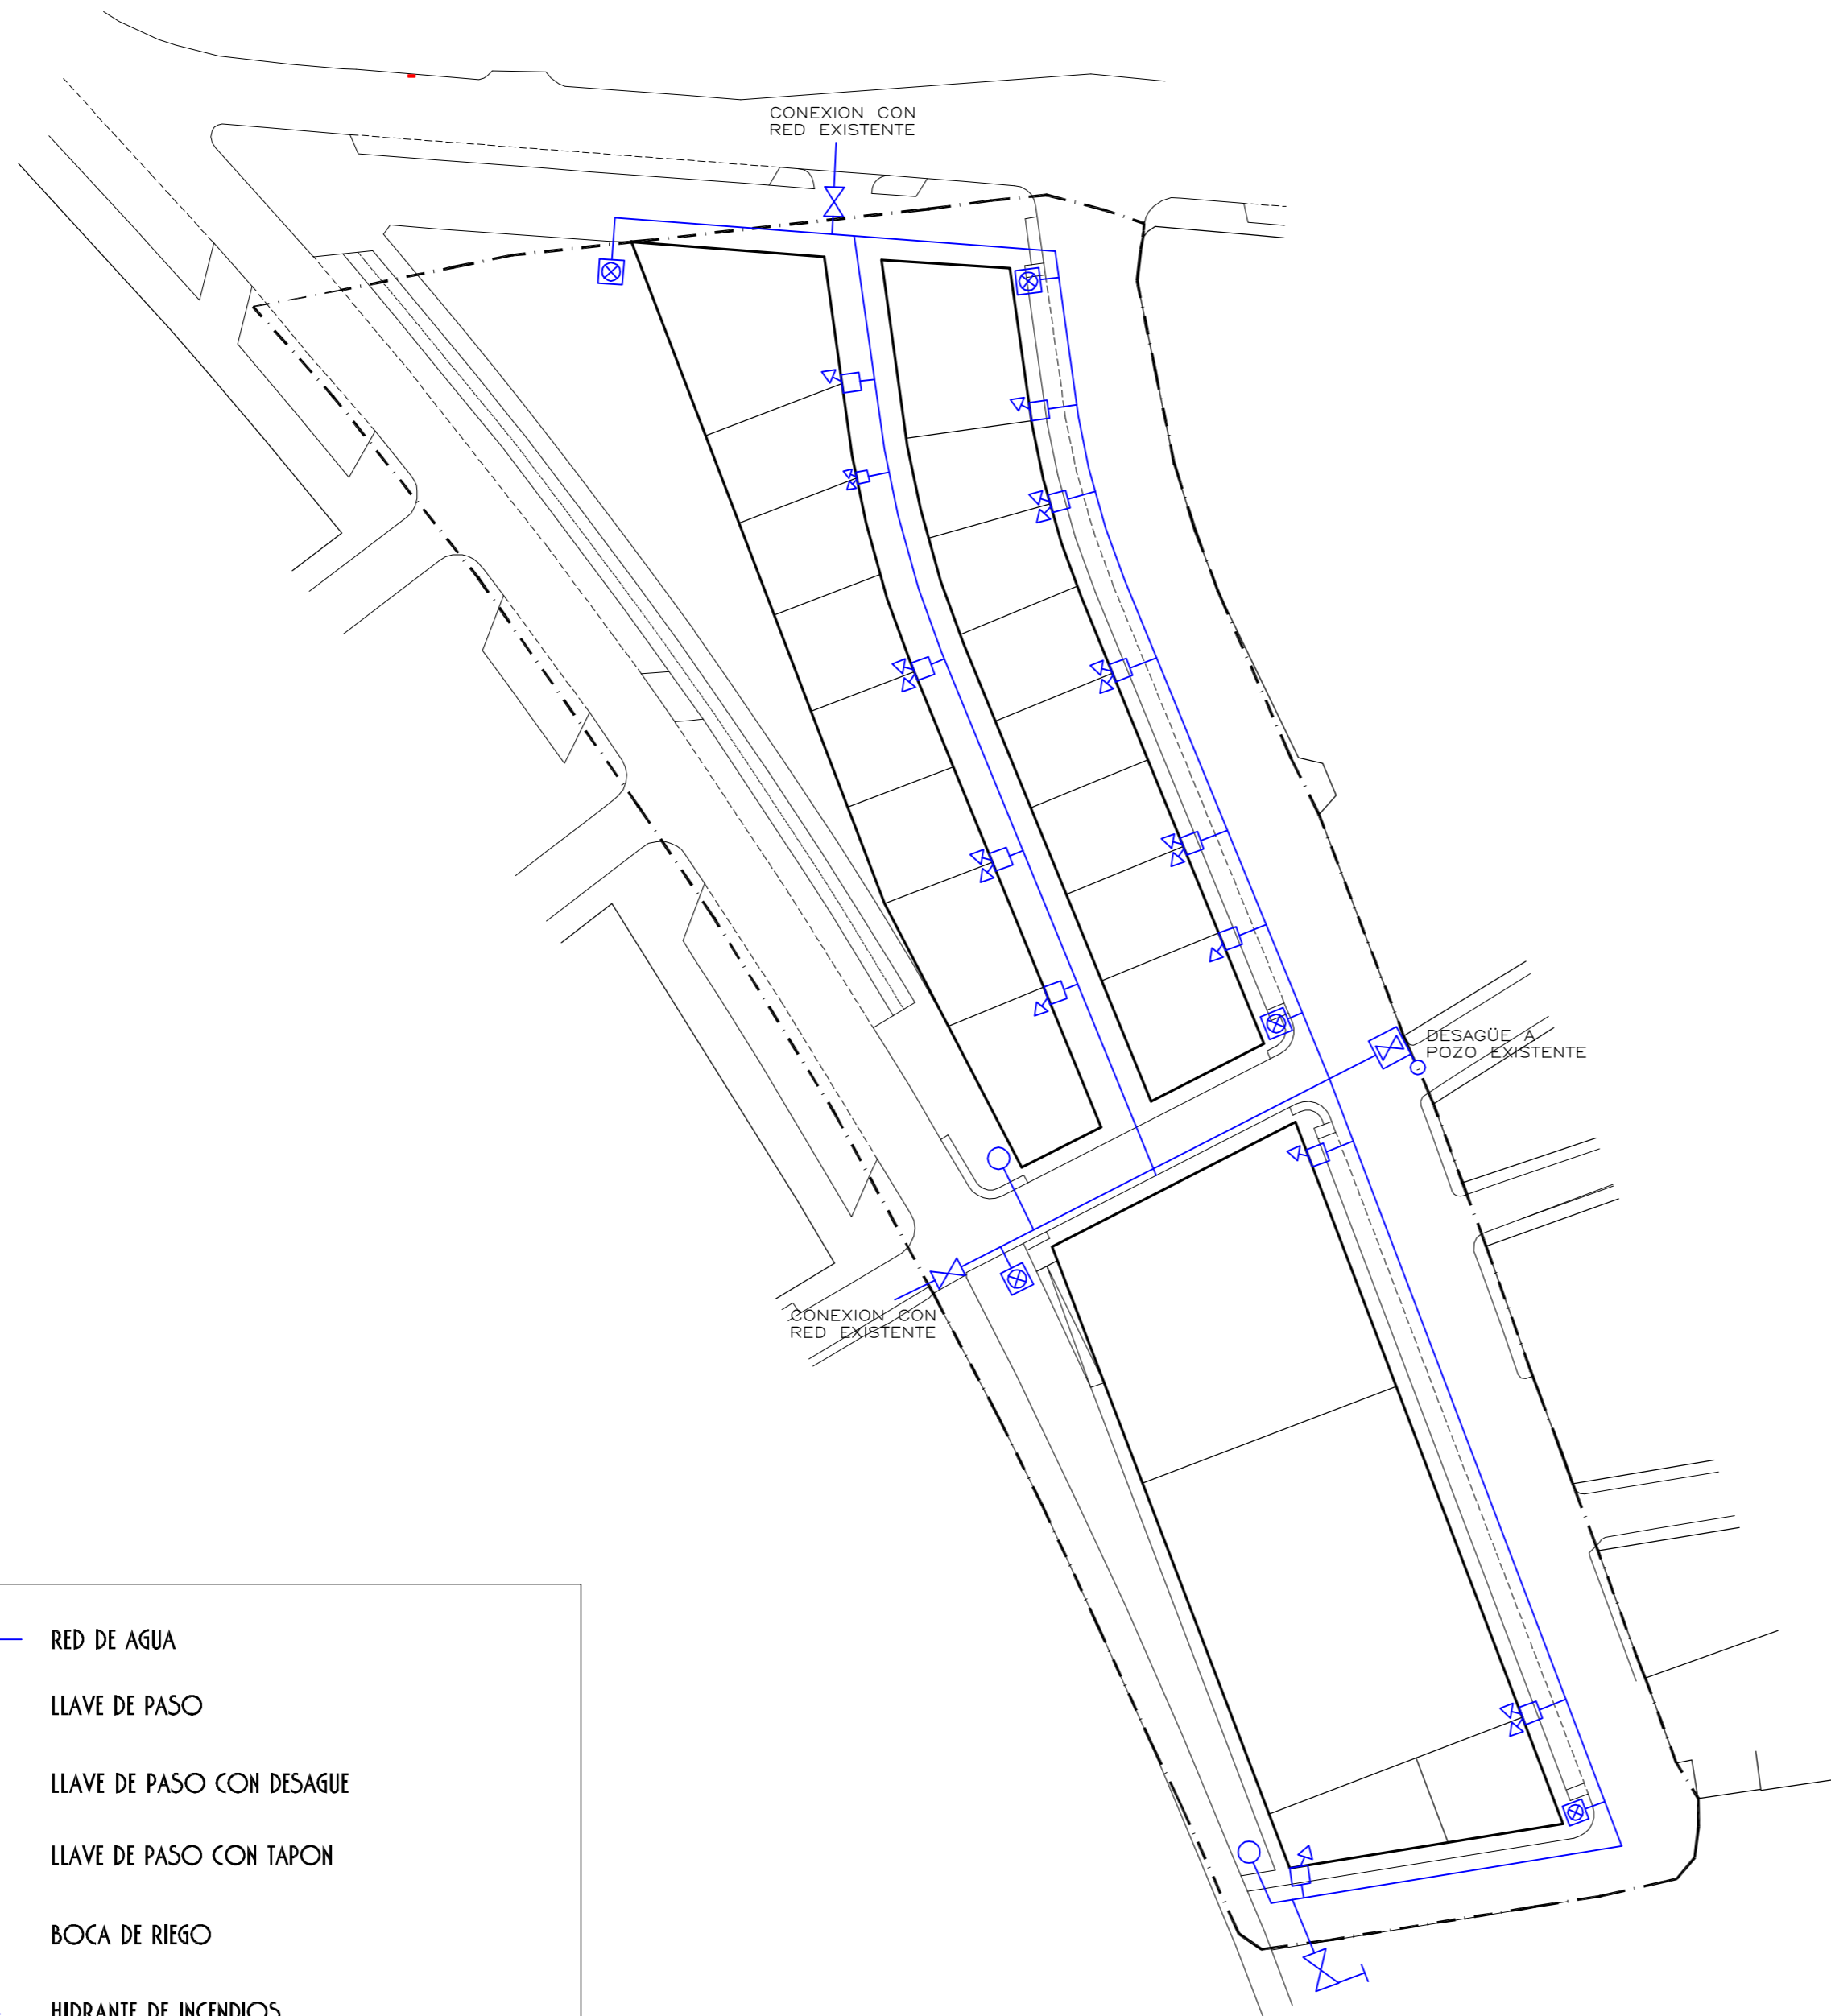 CONEXION CON
RED EXISTENTE
DESAGÜE A
POZO EXISTENTE
CONEXION CON
RED EXISTENTE
RED DE AGUA
LLAVE DE PASO
LLAVE DE PASO CON DESAGUE
LLAVE DE PASO CON TAPON
BOCA DE RIEGO
HIDRANTE DE INCENDIOS